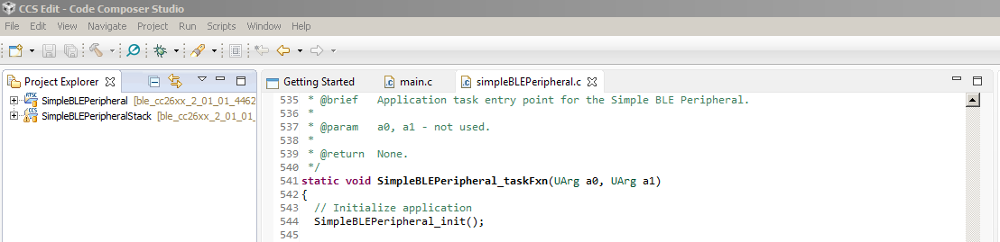 CCS Edit - Code Composer Studio
File Edit View Navigate Project Run Scripts Window Help
Project Explorer
RTSC SimpleBLEPeripheral [ble_cc26xx_2_01_01_4462
CCS SimpleBLEPeripheralStack [ble_cc26xx_2_01_01_
Getting Started main.c simpleBLEPeripheral.c
535 * @brief Application task entry point for the Simple BLE Peripheral.
536 *
537 * @param a0, a1 - not used.
538 *
539 * @return None.
540 */
541 static void SimpleBLEPeripheral_taskFxn(UArg a0, UArg a1)
542 {
543 // Initialize application
544 SimpleBLEPeripheral_init();
545